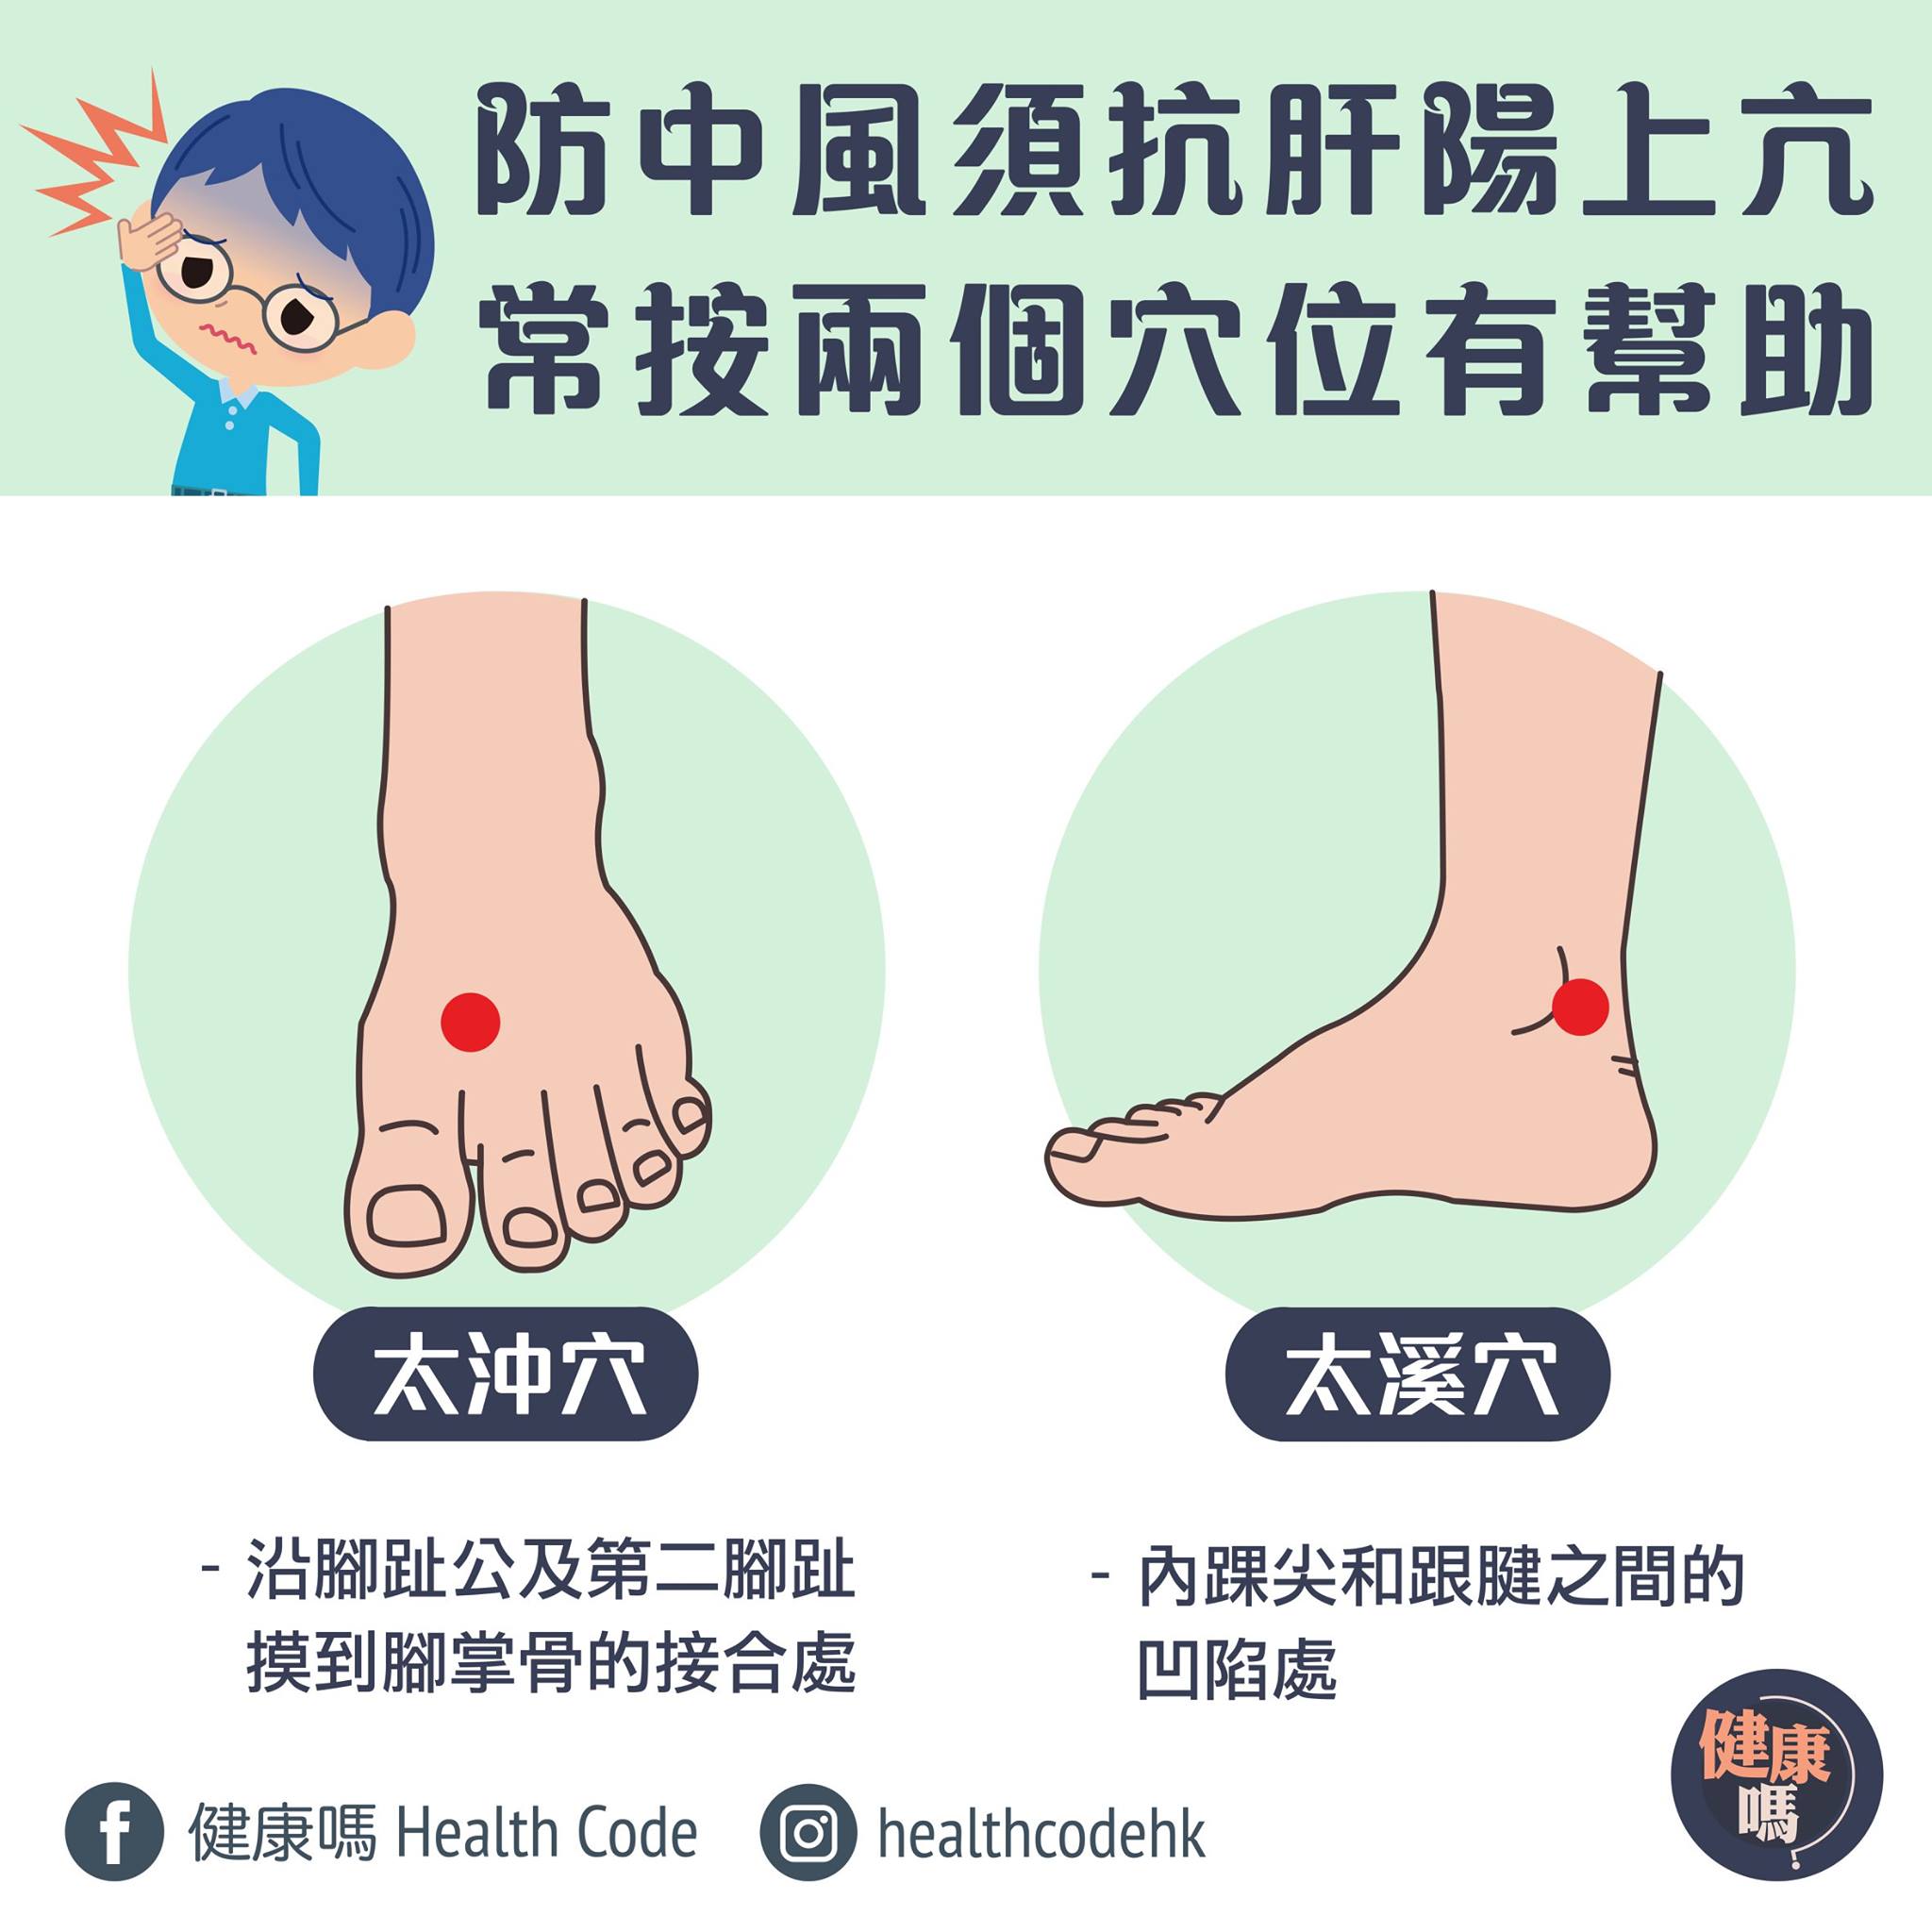 防中風須抗肝陽上亢
常按兩個穴位有幫助
太沖穴
太溪穴
- 沿腳趾公及第二腳趾
摸到腳掌骨的接合處
- 內踝尖和跟腱之間的
凹陷處
健康嗎 Health Code
healthcodehk
健康
嗎